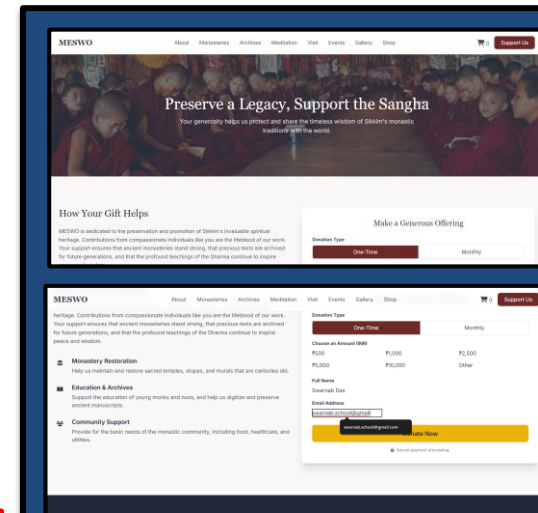 MESWO
About Monasteries Archives Meditation Visit Events Gallery Shop
0 Support Us
Preserve a Legacy, Support the Sangha
Your generosity helps us protect and share the timeless wisdom of Sikkim's monastic
traditions with the world.
How Your Gift Helps
MESWO is dedicated to the preservation and promotion of Sikkim's invaluable spiritual
heritage. Contributions from compassionate individuals like you are the lifeblood of our work.
Your support ensures that ancient monasteries stand strong, that precious texts are archived
for future generations, and that the profound teachings of the Dharma continue to inspire
Make a Generous Offering
Donation Type
One-Time Monthly
MESWO
About Monasteries Archives Meditation Visit Events Gallery Shop
0 Support Us
heritage. Contributions from compassionate individuals like you are the lifeblood of our work.
Your support ensures that ancient monasteries stand strong, that precious texts are archived
for future generations, and that the profound teachings of the Dharma continue to inspire
peace and wisdom.
Monastery Restoration
Help us maintain and restore sacred temples, stupas, and murals that are centuries old.
Education & Archives
Support the education of young monks and nuns, and help us digitize and preserve
ancient manuscripts.
Community Support
Provide for the basic needs of the monastic community, including food, healthcare, and
utilities.
Donation Type
One-Time Monthly
Choose an Amount (INR)
₹500 ₹1,000 ₹2,500
₹5,000 ₹10,000 Other
Full Name
Swarnab Das
Email Address
swarnab.school@gmail
swarnab.school@gmail.com
Donate Now
Secure payment processing